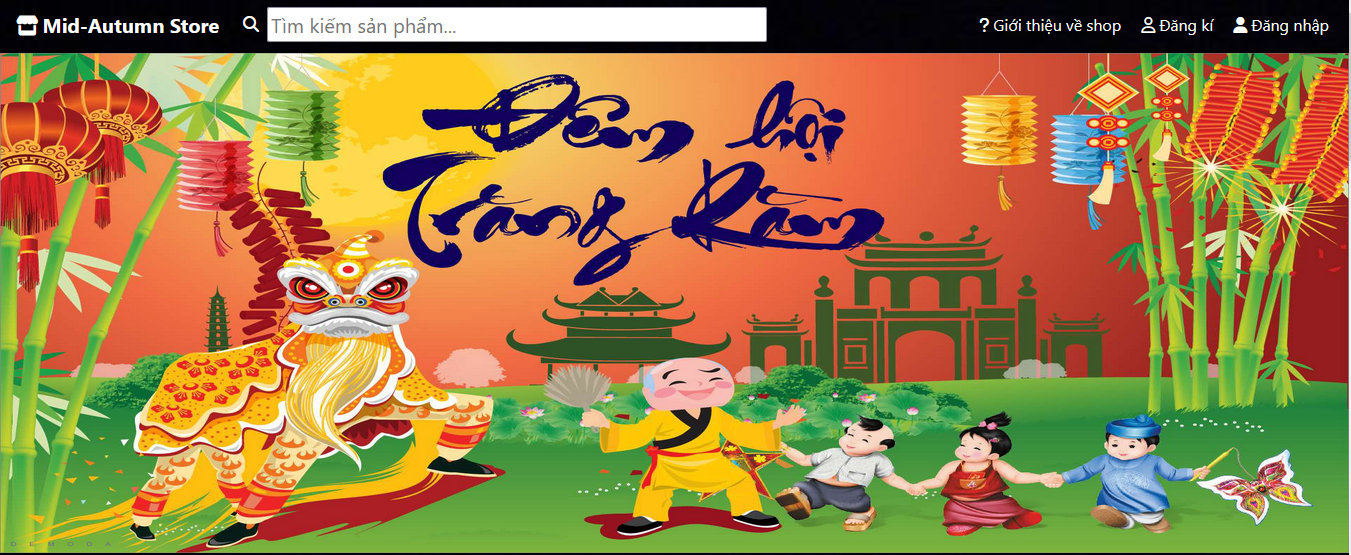 Mid-Autumn Store
Tìm kiếm sản phẩm...
? Giới thiệu về shop
Đăng kí
Đăng nhập
Đêm hội
Trăng Rằm
DEMODA